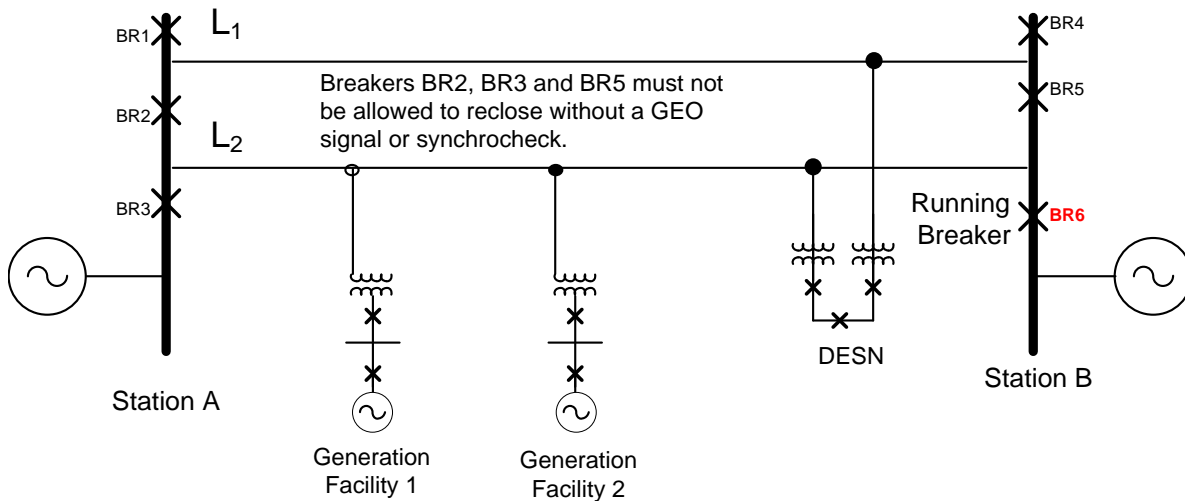 BR1
L1
BR4
Breakers BR2, BR3 and BR5 must not
be allowed to reclose without a GEO
signal or synchrocheck.
BR5
BR2
L2
BR3
Running
Breaker
BR6
DESN
Station A
Station B
Generation
Facility 1
Generation
Facility 2